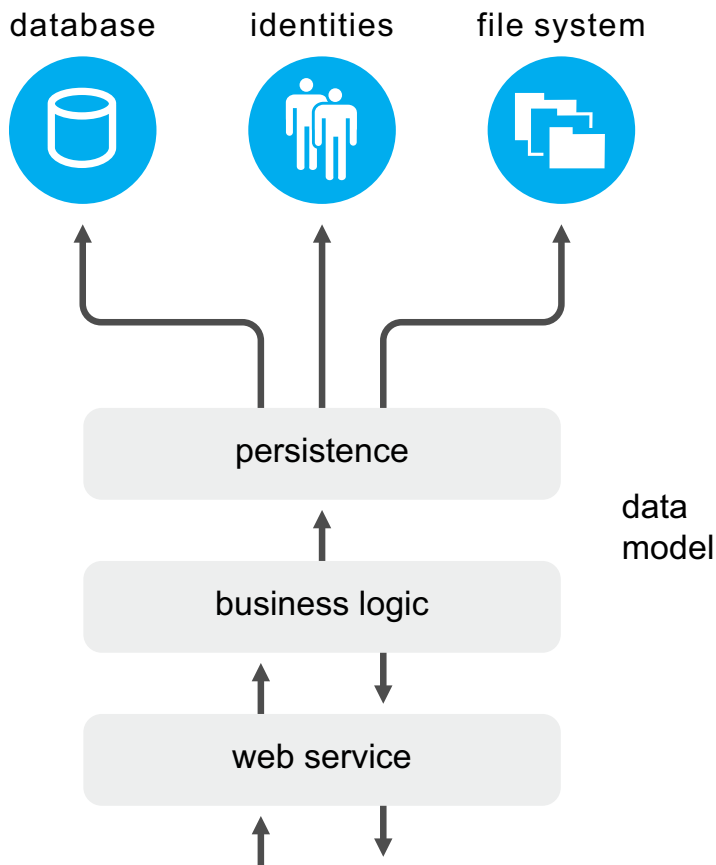 database
identities
file system
persistence
data
model
business logic
web service